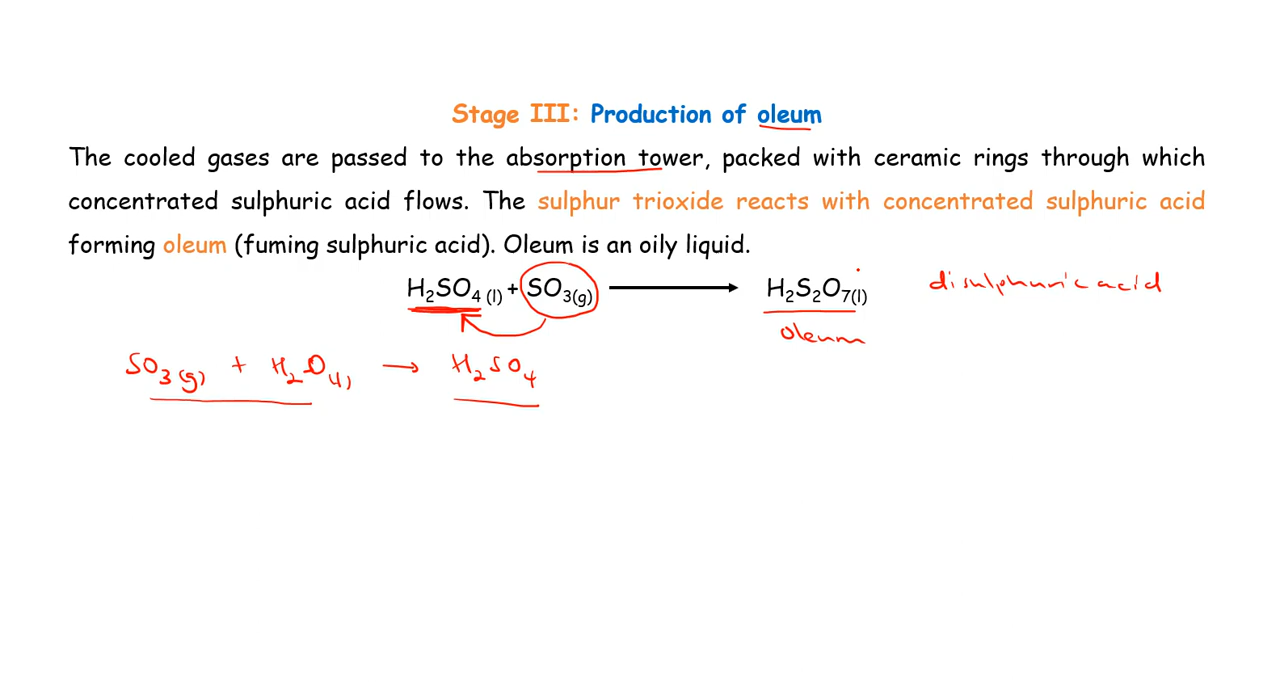 Stage III: Production of oleum
The cooled gases are passed to the absorption tower, packed with ceramic rings through which
concentrated sulphuric acid flows. The sulphur trioxide reacts with concentrated sulphuric acid
forming oleum (fuming sulphuric acid). Oleum is an oily liquid.
H₂SO₄ (l) + SO₃(g) ⟶ H₂S₂O₇(l) disulphuric acid
oleum
SO₃(g) + H₂O(l) → H₂SO₄